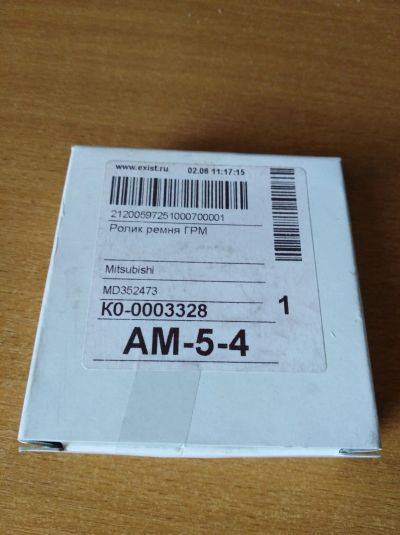 www.exist.ru 02.06 11:17:15
21200597251000700001
Ролик ремня ГРМ
Mitsubishi
MD352473
K0-0003328
1
AM-5-4